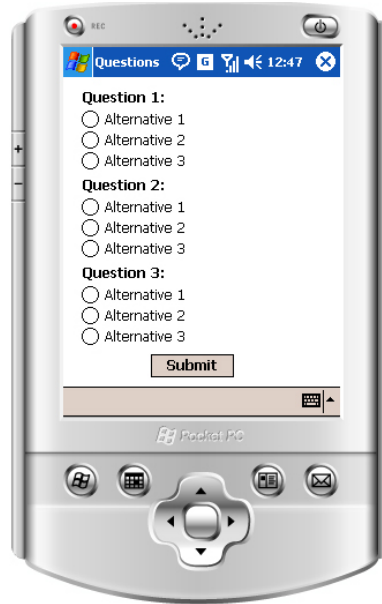 REC
Questions G 12:47
Question 1:
Alternative 1
Alternative 2
Alternative 3
Question 2:
Alternative 1
Alternative 2
Alternative 3
Question 3:
Alternative 1
Alternative 2
Alternative 3
Submit
Pocket PC